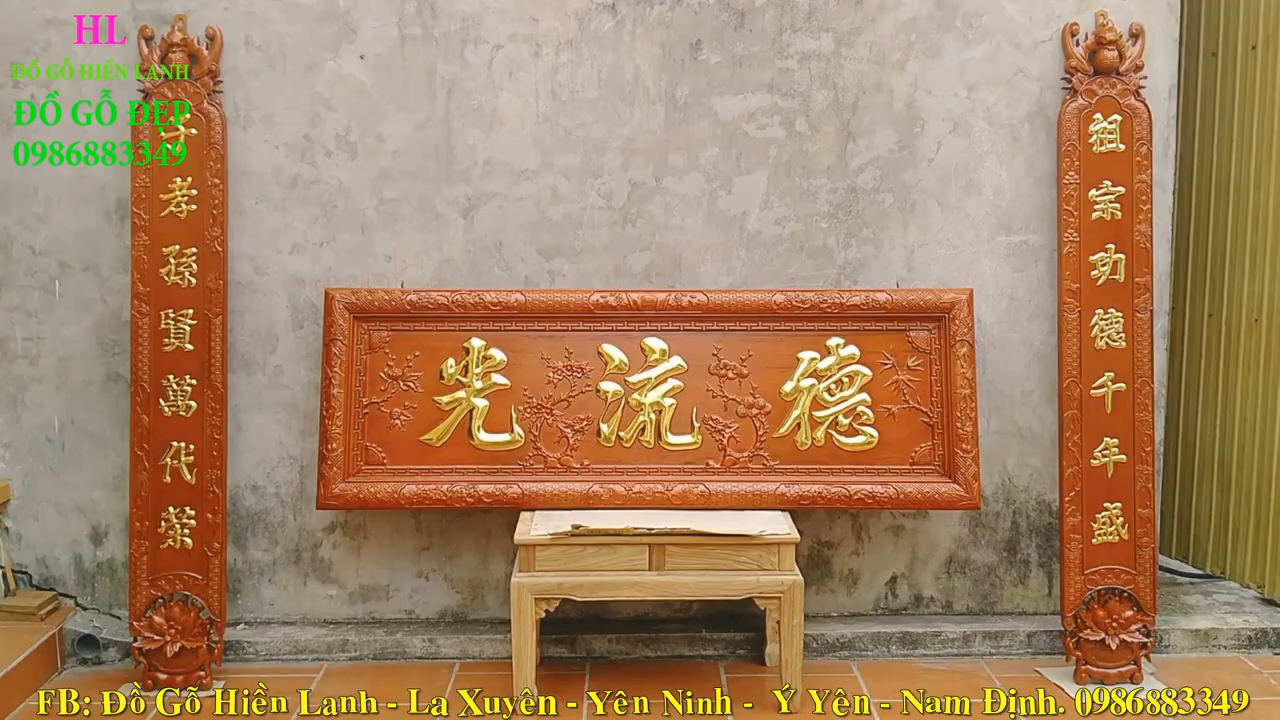 HL
ĐỒ GỖ HIỀN LANH
ĐỒ GỖ ĐẸP
0986883349
祖宗功德千年盛
德流光
子孝孫賢萬代榮
FB: Đồ Gỗ Hiền Lanh - La Xuyên - Yên Ninh - Ý Yên - Nam Định. 0986883349